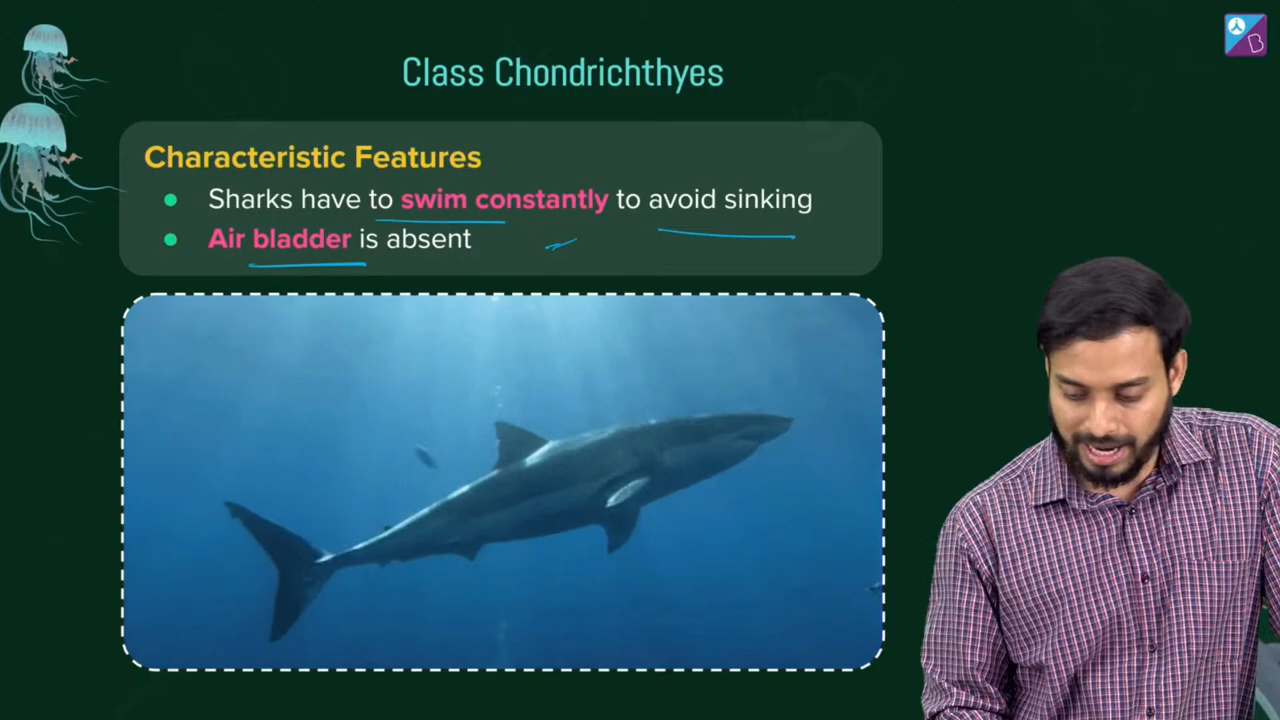 Class Chondrichthyes
Characteristic Features
Sharks have to swim constantly to avoid sinking
Air bladder is absent
B